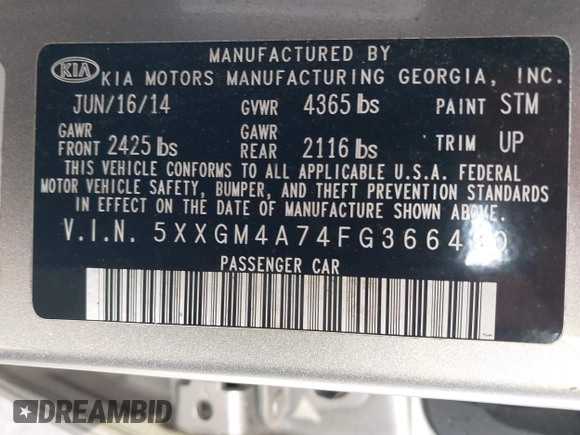 MANUFACTURED BY
KIA KIA MOTORS MANUFACTURING GEORGIA, INC.
JUN/16/14 GVWR 4365 lbs PAINT STM
GAWR FRONT 2425 lbs GAWR REAR 2116 lbs TRIM UP
THIS VEHICLE CONFORMS TO ALL APPLICABLE U.S.A. FEDERAL
MOTOR VEHICLE SAFETY, BUMPER, AND THEFT PREVENTION STANDARDS
IN EFFECT ON THE DATE OF MANUFACTURE SHOWN ABOVE.
V.I.N.
PASSENGER CAR
DREAMBID